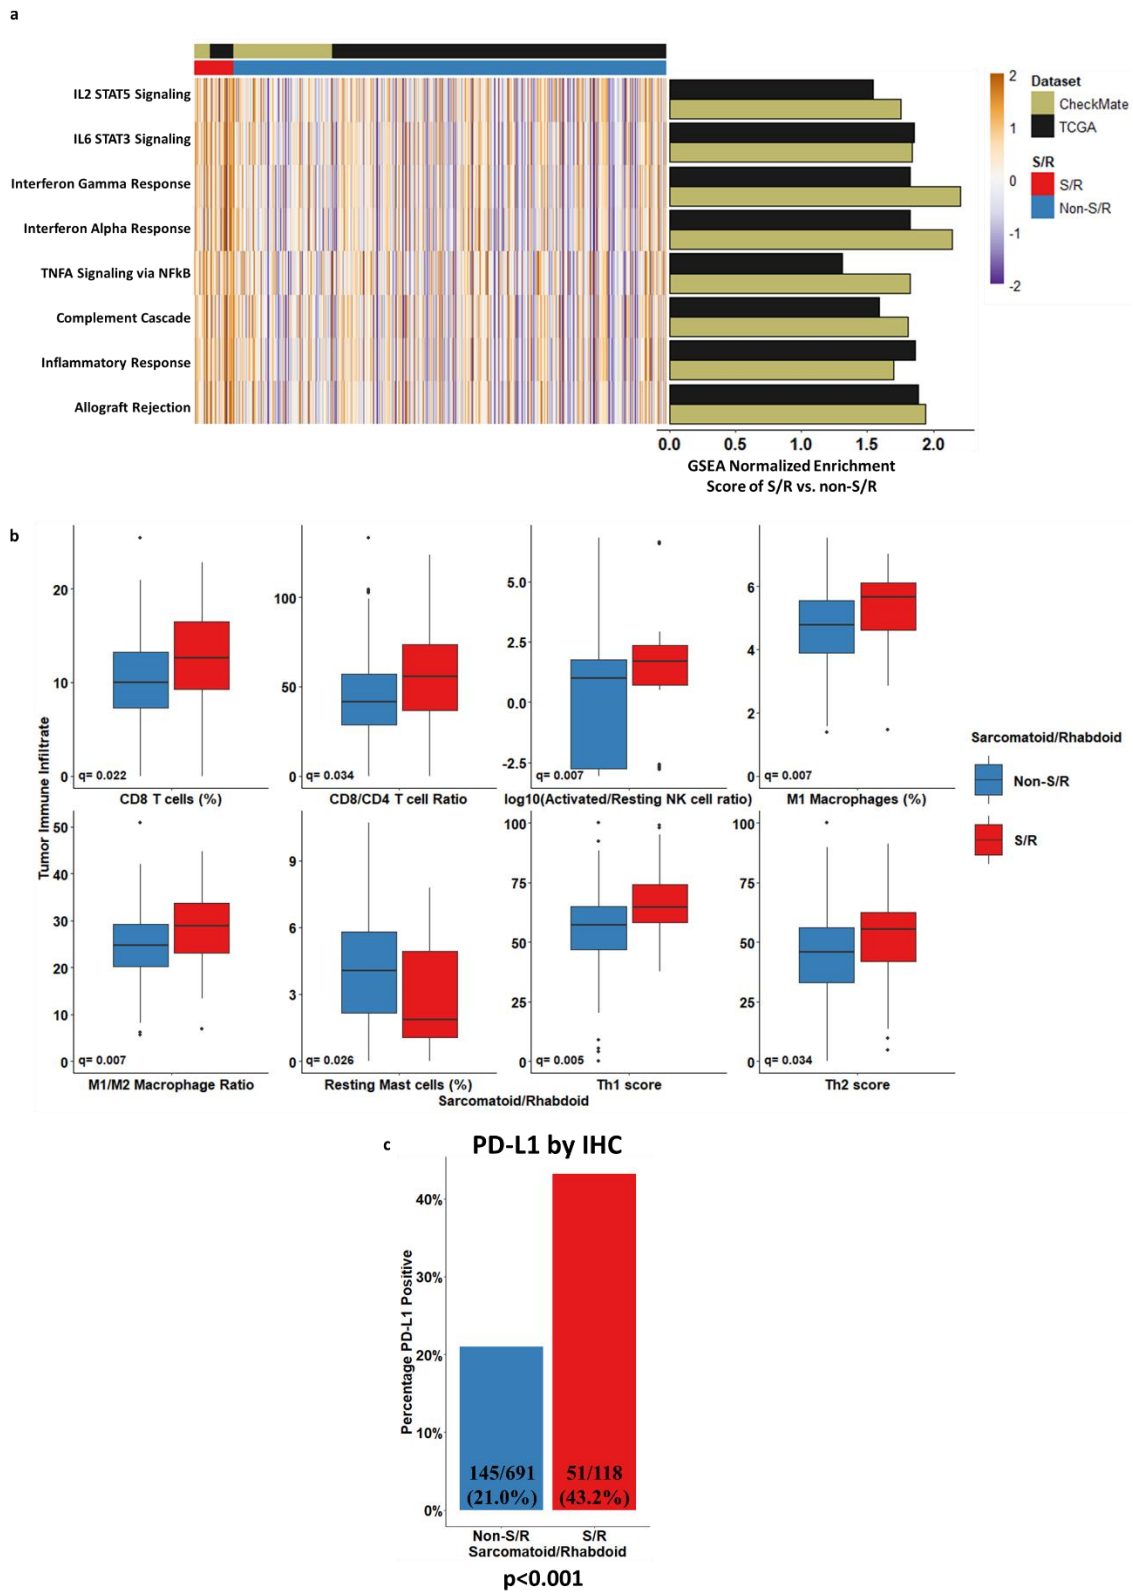 a
IL2 STAT5 Signaling
IL6 STAT3 Signaling
Interferon Gamma Response
Interferon Alpha Response
TNFA Signaling via NFkB
Complement Cascade
Inflammatory Response
Allograft Rejection
0.0 0.5 1.0 1.5 2.0
GSEA Normalized Enrichment
Score of S/R vs. non-S/R
2
1
0
-1
-2
Dataset
CheckMate
TCGA
S/R
S/R
Non-S/R
b
Tumor Immune Infiltrate
20
10
0
q= 0.022
CD8 T cells (%)
100
50
0
q= 0.034
CD8/CD4 T cell Ratio
5.0
2.5
0.0
-2.5
q= 0.007
log10(Activated/Resting NK cell ratio)
6
4
2
0
q= 0.007
M1 Macrophages (%)
50
40
30
20
10
0
q= 0.007
M1/M2 Macrophage Ratio
9
6
3
0
q= 0.026
Resting Mast cells (%)
100
75
50
25
0
q= 0.005
Th1 score
100
75
50
25
0
q= 0.034
Th2 score
Sarcomatoid/Rhabdoid
Sarcomatoid/Rhabdoid
Non-S/R
S/R
c
PD-L1 by IHC
Percentage PD-L1 Positive
40%
30%
20%
10%
0%
145/691
(21.0%)
51/118
(43.2%)
Non-S/R S/R
Sarcomatoid/Rhabdoid
p<0.001